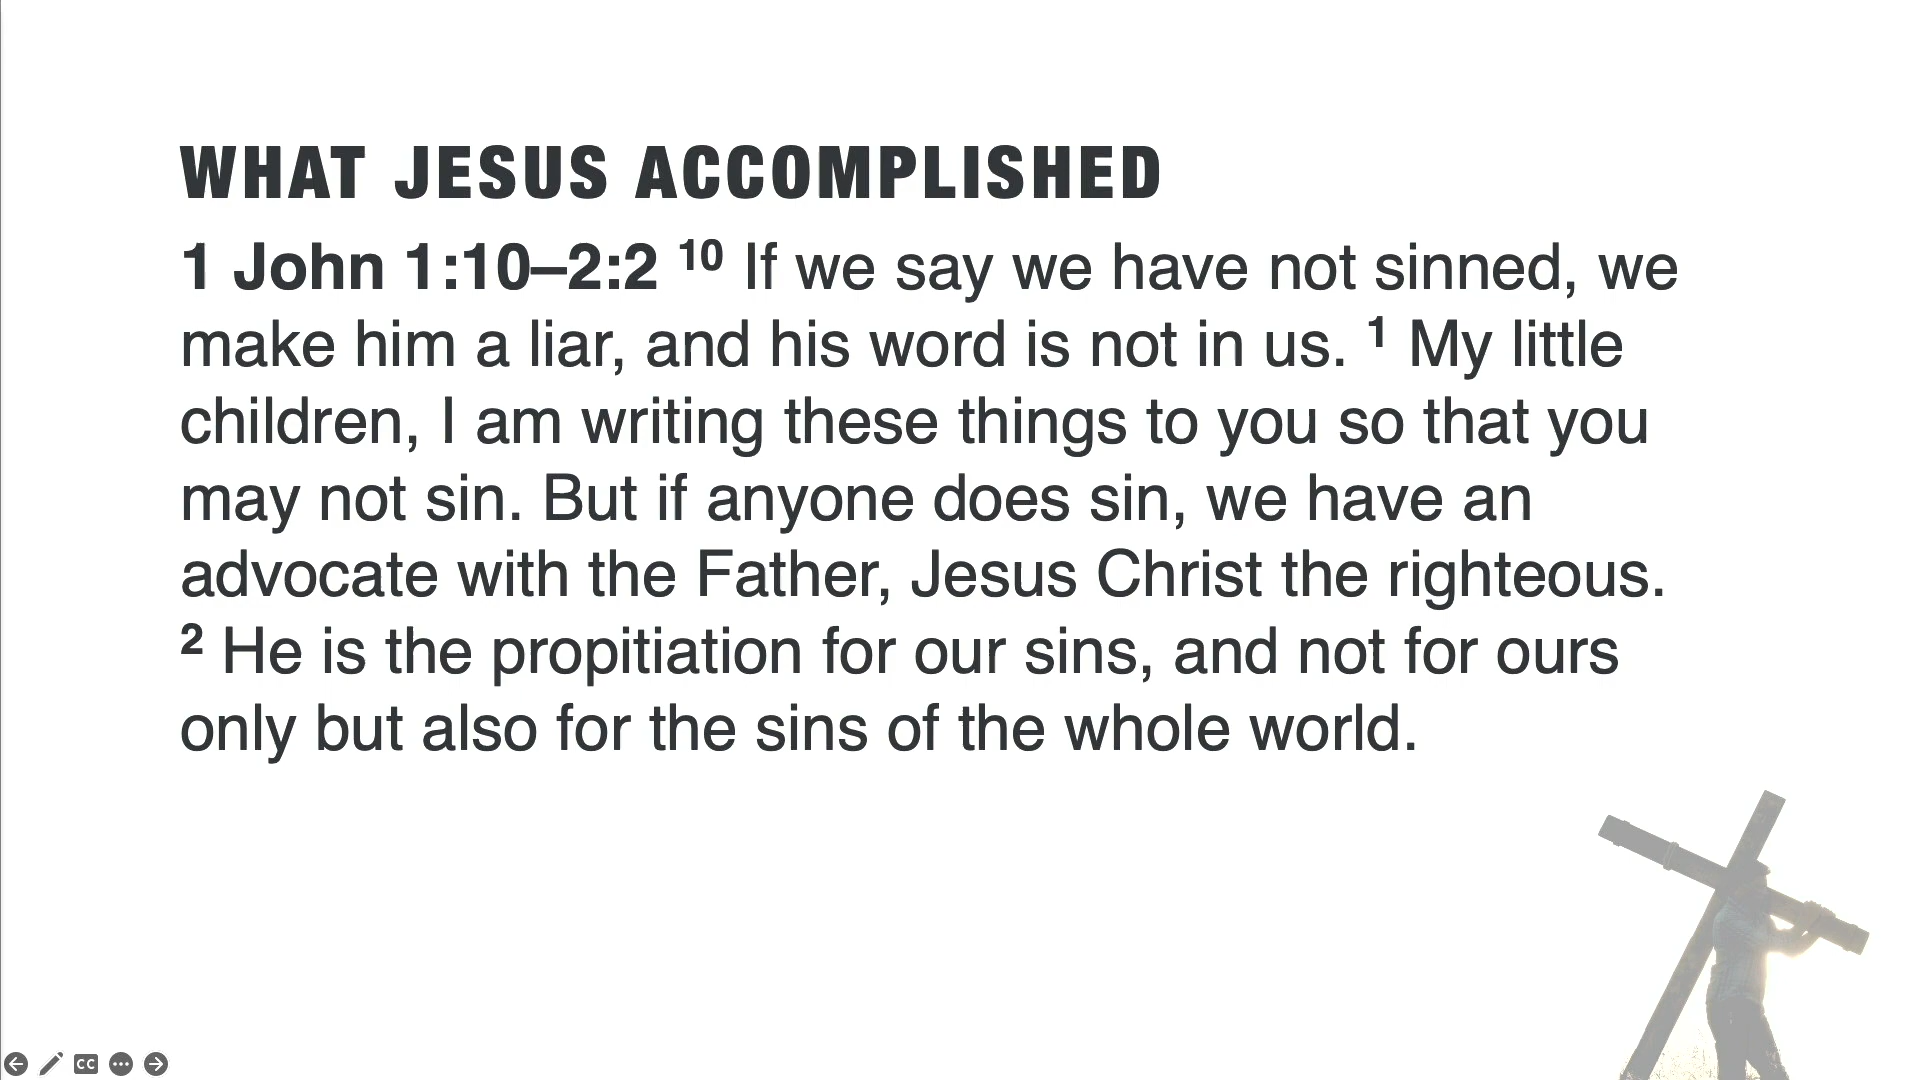 WHAT JESUS ACCOMPLISHED
1 John 1:10–2:2 ¹⁰ If we say we have not sinned, we
make him a liar, and his word is not in us. ¹ My little
children, I am writing these things to you so that you
may not sin. But if anyone does sin, we have an
advocate with the Father, Jesus Christ the righteous.
² He is the propitiation for our sins, and not for ours
only but also for the sins of the whole world.
CC